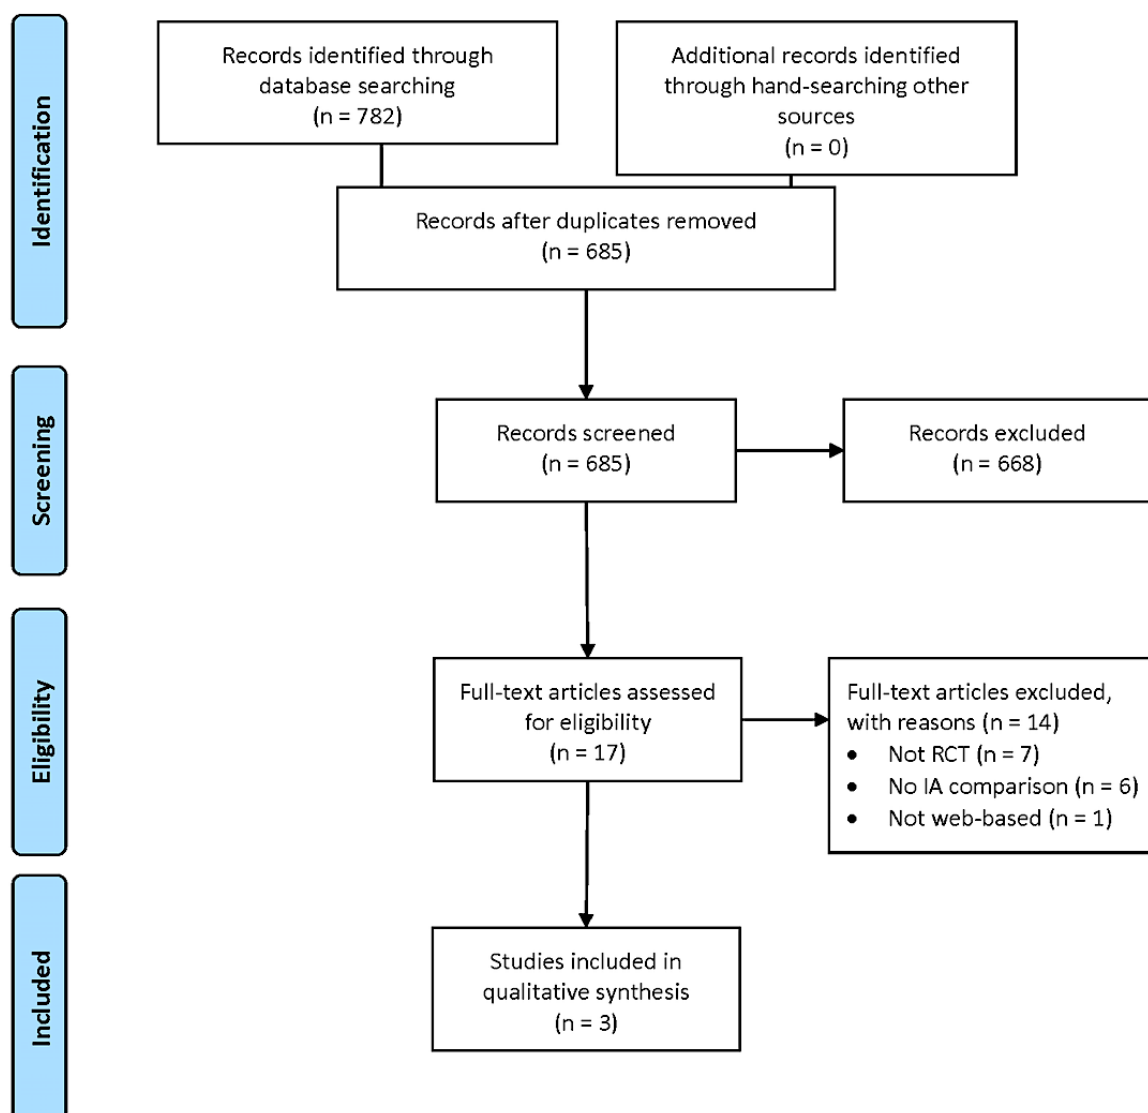 Identification
Records identified through
database searching
(n = 782)
Additional records identified
through hand-searching other
sources
(n = 0)
Records after duplicates removed
(n = 685)
Screening
Records screened
(n = 685)
Records excluded
(n = 668)
Eligibility
Full-text articles assessed
for eligibility
(n = 17)
Full-text articles excluded,
with reasons (n = 14)
• Not RCT (n = 7)
• No IA comparison (n = 6)
• Not web-based (n = 1)
Included
Studies included in
qualitative synthesis
(n = 3)